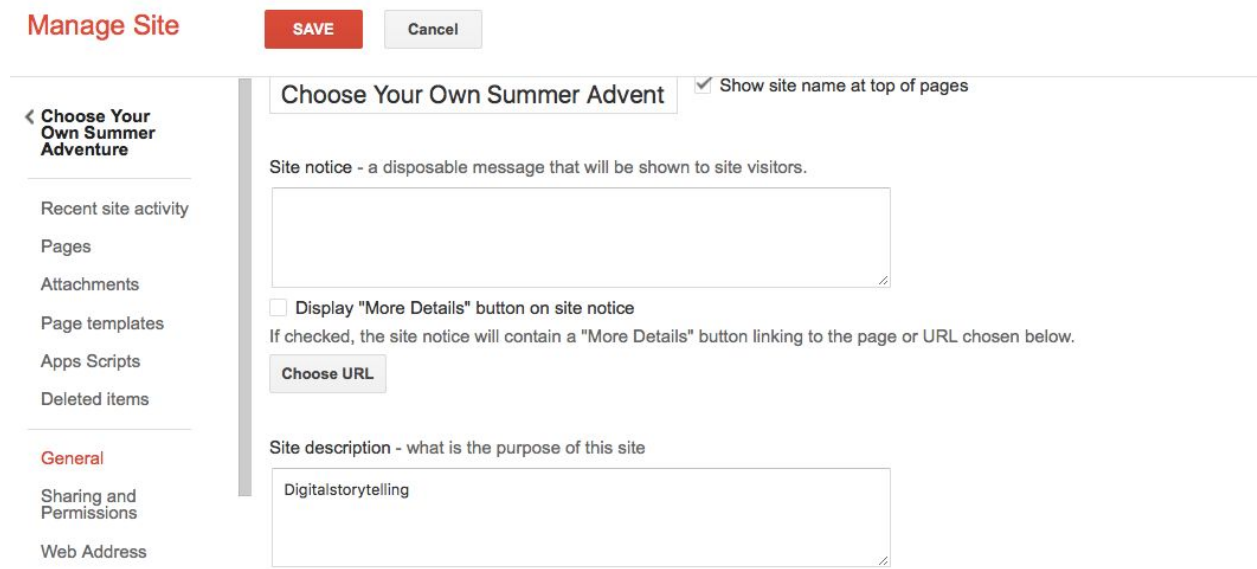 Manage Site
SAVE
Cancel
Choose Your
Own Summer
Adventure
Recent site activity
Pages
Attachments
Page templates
Apps Scripts
Deleted items
General
Sharing and
Permissions
Web Address
Choose Your Own Summer Advent
Show site name at top of pages
Site notice - a disposable message that will be shown to site visitors.
Display "More Details" button on site notice
If checked, the site notice will contain a "More Details" button linking to the page or URL chosen below.
Choose URL
Site description - what is the purpose of this site
Digitalstorytelling